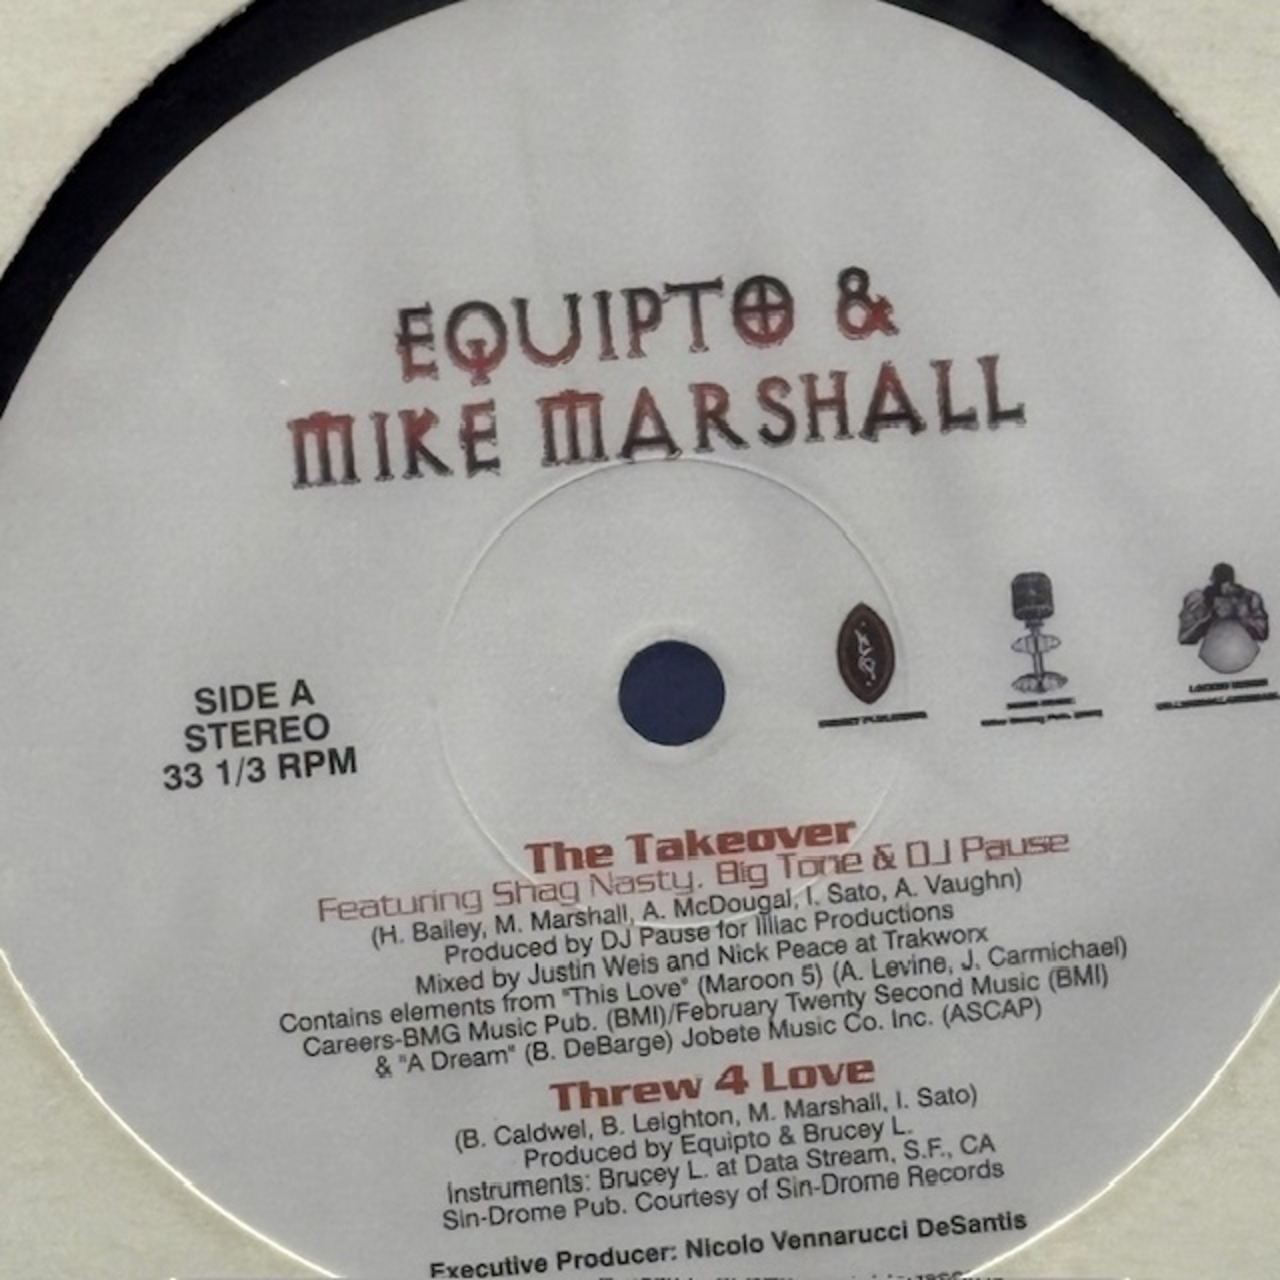 EQUIPTO &
MIKE MARSHALL
SIDE A
STEREO
33 1/3 RPM
The Takeover
Featuring Shag Nasty, Big Tone & DJ Pause
(H. Bailey, M. Marshall, A. McDougal, I. Sato, A. Vaughn)
Produced by DJ Pause for Illiac Productions
Mixed by Justin Weis and Nick Peace at Trakworx
Contains elements from "This Love" (Maroon 5) (A. Levine, J. Carmichael)
Careers-BMG Music Pub. (BMI)/February Twenty Second Music (BMI)
& "A Dream" (B. DeBarge) Jobete Music Co. Inc. (ASCAP)
Threw 4 Love
(B. Caldwel, B. Leighton, M. Marshall, I. Sato)
Produced by Equipto & Brucey L.
Instruments: Brucey L. at Data Stream, S.F., CA
Sin-Drome Pub. Courtesy of Sin-Drome Records
Executive Producer: Nicolo Vennarucci DeSantis